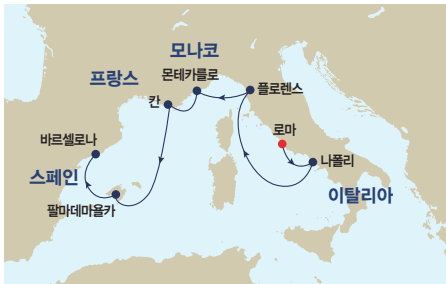 모나코
몬테카를로
프랑스
칸
플로렌스
로마
바르셀로나
나폴리
스페인
이탈리아
팔마데마욜카